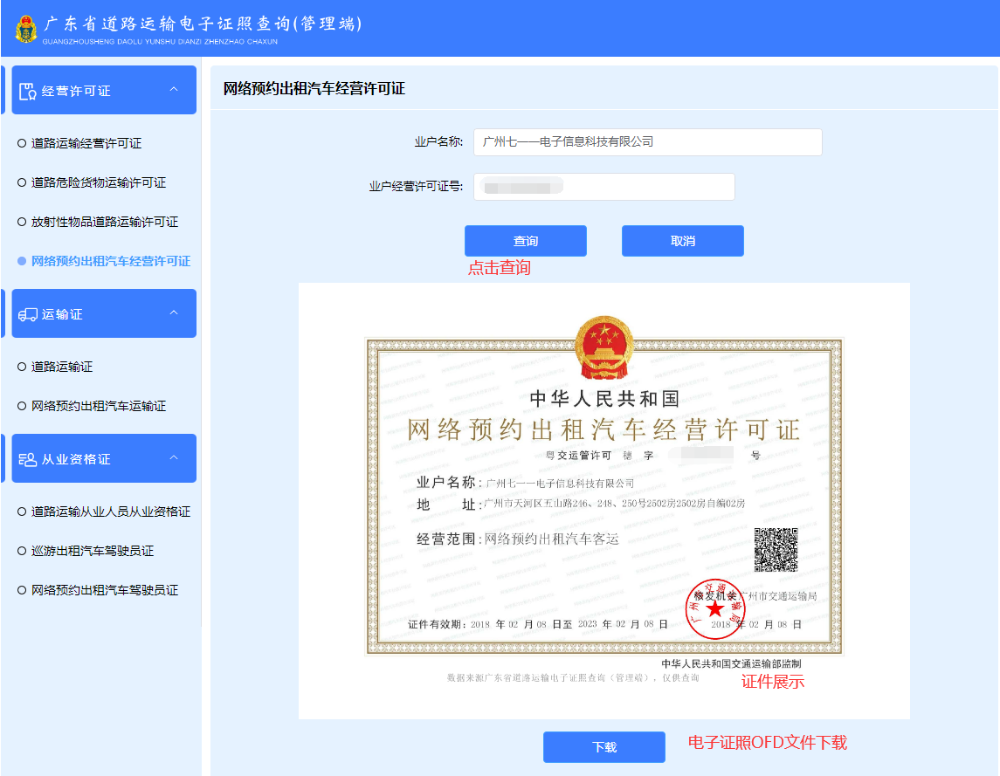 广东省道路运输电子证照查询(管理端)
GUANGZHOUSHENG DAOLU YUNSHU DIANZI ZHENZHAO CHAXUN
经营许可证
道路运输经营许可证
道路危险货物运输许可证
放射性物品道路运输许可证
网络预约出租汽车经营许可证
运输证
道路运输证
网络预约出租汽车运输证
从业资格证
道路运输从业人员从业资格证
巡游出租汽车驾驶员证
网络预约出租汽车驾驶员证
网络预约出租汽车经营许可证
业户名称: 广州七一一电子信息科技有限公司
业户经营许可证号:
查询 取消
点击查询
中华人民共和国
网络预约出租汽车经营许可证
粤交运管许可 穗 字 号
业户名称: 广州七一一电子信息科技有限公司
地 址: 广州市天河区五山路246、248、250号2502房2502房自编02房
经营范围: 网络预约出租汽车客运
核发机关 广州市交通运输局
广州市交通运输局
证件有效期: 2018 年 02 月 08 日至 2023 年 02 月 08 日 2018 年 02 月 08 日
中华人民共和国交通运输部监制
数据来源广东省道路运输电子证照查询（管理端），仅供查询
证件展示
下载 电子证照OFD文件下载